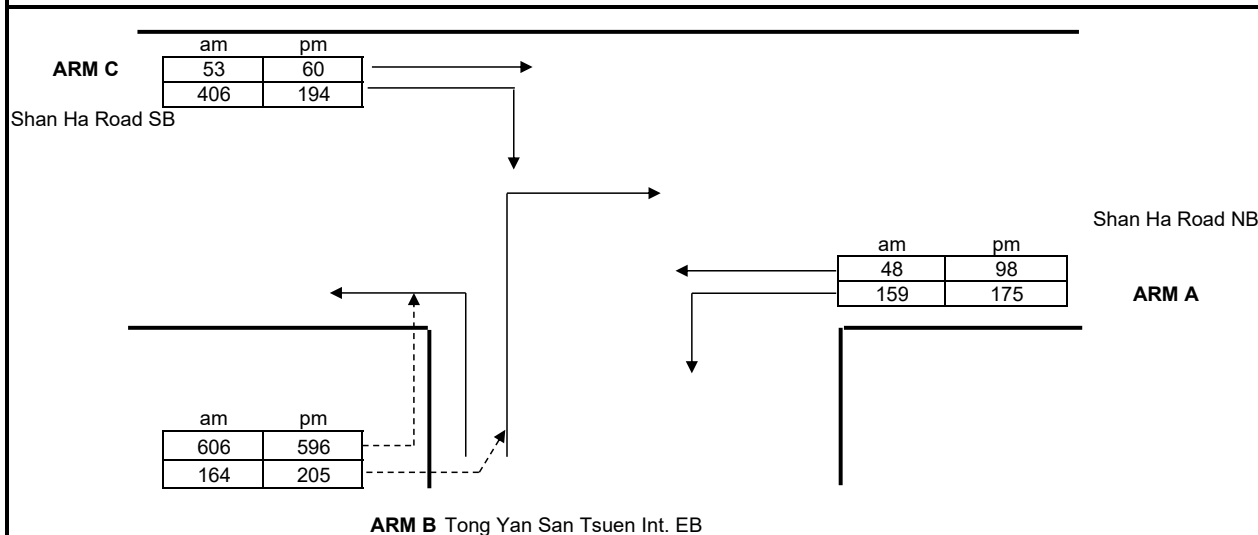 am pm
ARM C 53 60
406 194
Shan Ha Road SB
Shan Ha Road NB
am pm
48 98
159 175 ARM A
am pm
606 596
164 205
ARM B Tong Yan San Tsuen Int. EB